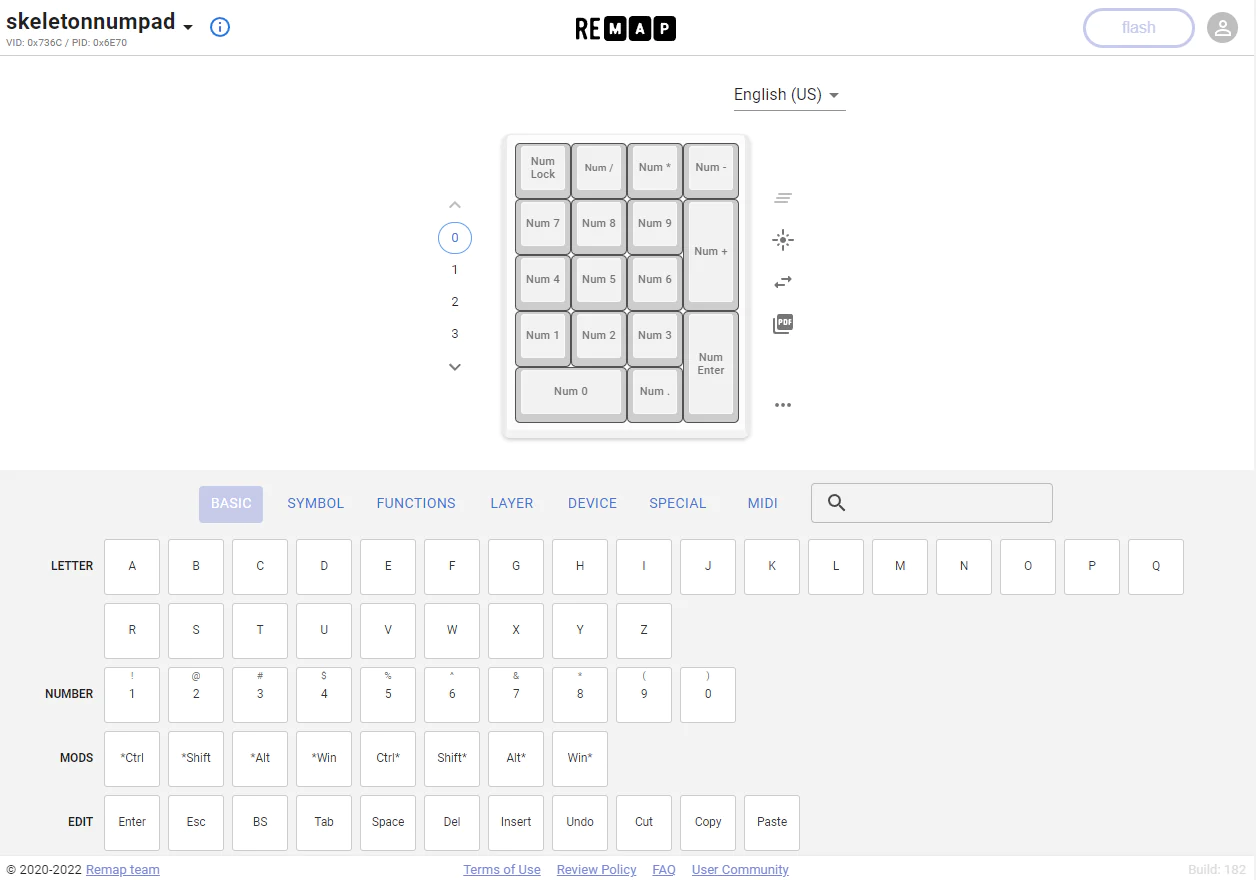 skeletonnumpad
VID: 0x736C / PID: 0x6E70
REMAP
flash
English (US)
Num Lock Num / Num * Num -
Num 7 Num 8 Num 9 Num +
Num 4 Num 5 Num 6
Num 1 Num 2 Num 3 Num Enter
Num 0 Num .
0
1
2
3
PDF
BASIC SYMBOL FUNCTIONS LAYER DEVICE SPECIAL MIDI
LETTER A B C D E F G H I J K L M N O P Q
R S T U V W X Y Z
! @ # $ % ^ & * ( )
NUMBER 1 2 3 4 5 6 7 8 9 0
MODS *Ctrl *Shift *Alt *Win Ctrl* Shift* Alt* Win*
EDIT Enter Esc BS Tab Space Del Insert Undo Cut Copy Paste
© 2020-2022 Remap team Terms of Use Review Policy FAQ User Community Build: 182